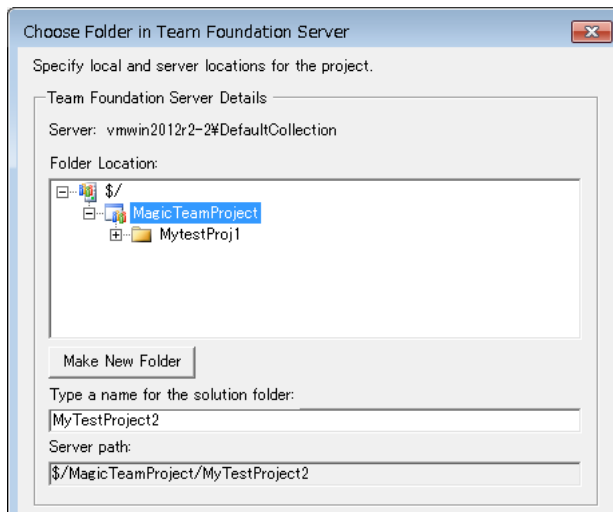 Choose Folder in Team Foundation Server
Specify local and server locations for the project.
Team Foundation Server Details
Server: vmwin2012r2-2¥DefaultCollection
Folder Location:
$/
MagicTeamProject
MytestProj1
Make New Folder
Type a name for the solution folder:
MyTestProject2
Server path:
$/MagicTeamProject/MyTestProject2